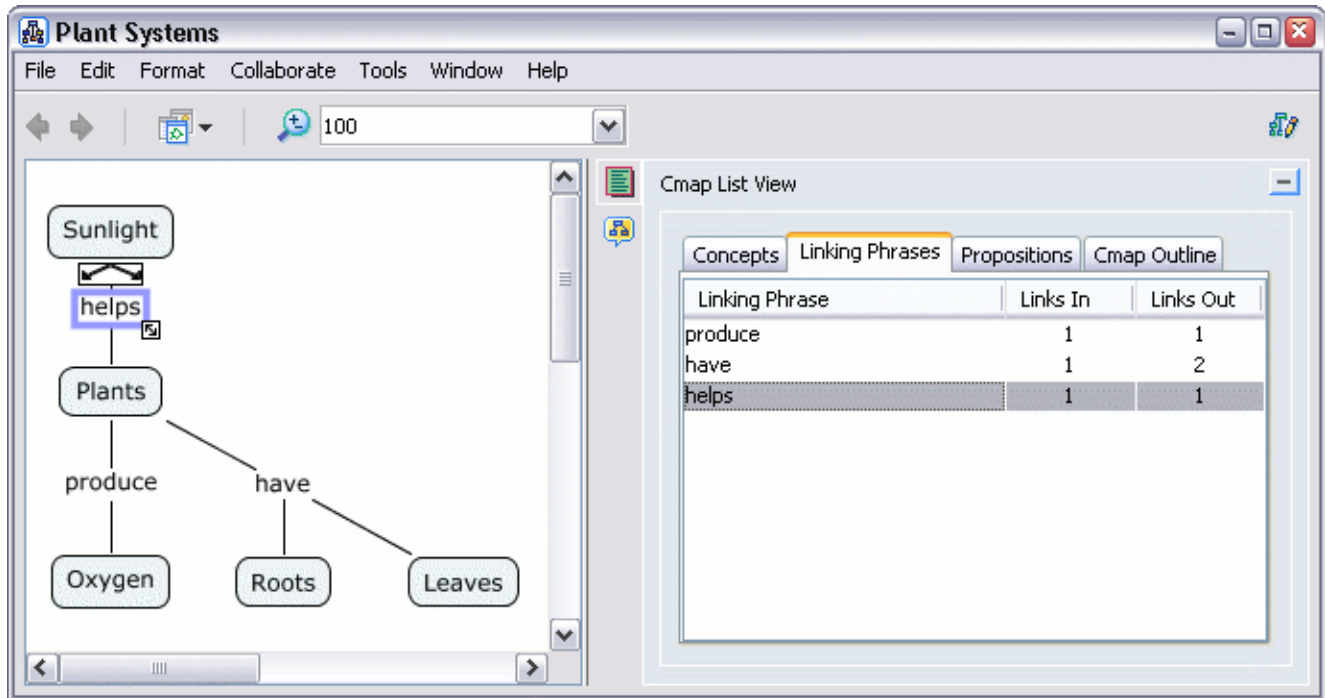 Plant Systems
File Edit Format Collaborate Tools Window Help
100
Sunlight
helps
Plants
produce
have
Oxygen
Roots
Leaves
Cmap List View
Concepts Linking Phrases Propositions Cmap Outline
Linking Phrase Links In Links Out
produce 1 1
have 1 2
helps 1 1